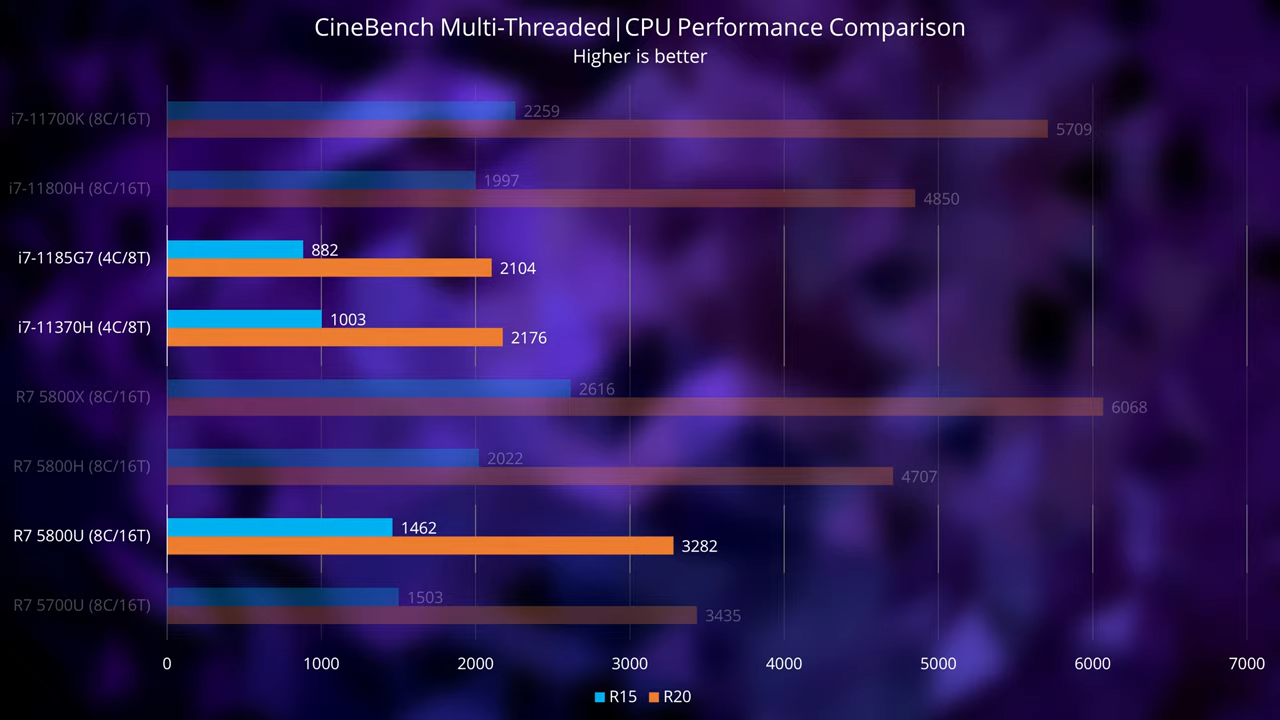 CineBench Multi-Threaded|CPU Performance Comparison
Higher is better
i7-11700K (8C/16T)
2259
5709
i7-11800H (8C/16T)
1997
4850
i7-1185G7 (4C/8T)
882
2104
i7-11370H (4C/8T)
1003
2176
R7 5800X (8C/16T)
2616
6068
R7 5800H (8C/16T)
2022
4707
R7 5800U (8C/16T)
1462
3282
R7 5700U (8C/16T)
1503
3435
0 1000 2000 3000 4000 5000 6000 7000
R15 R20